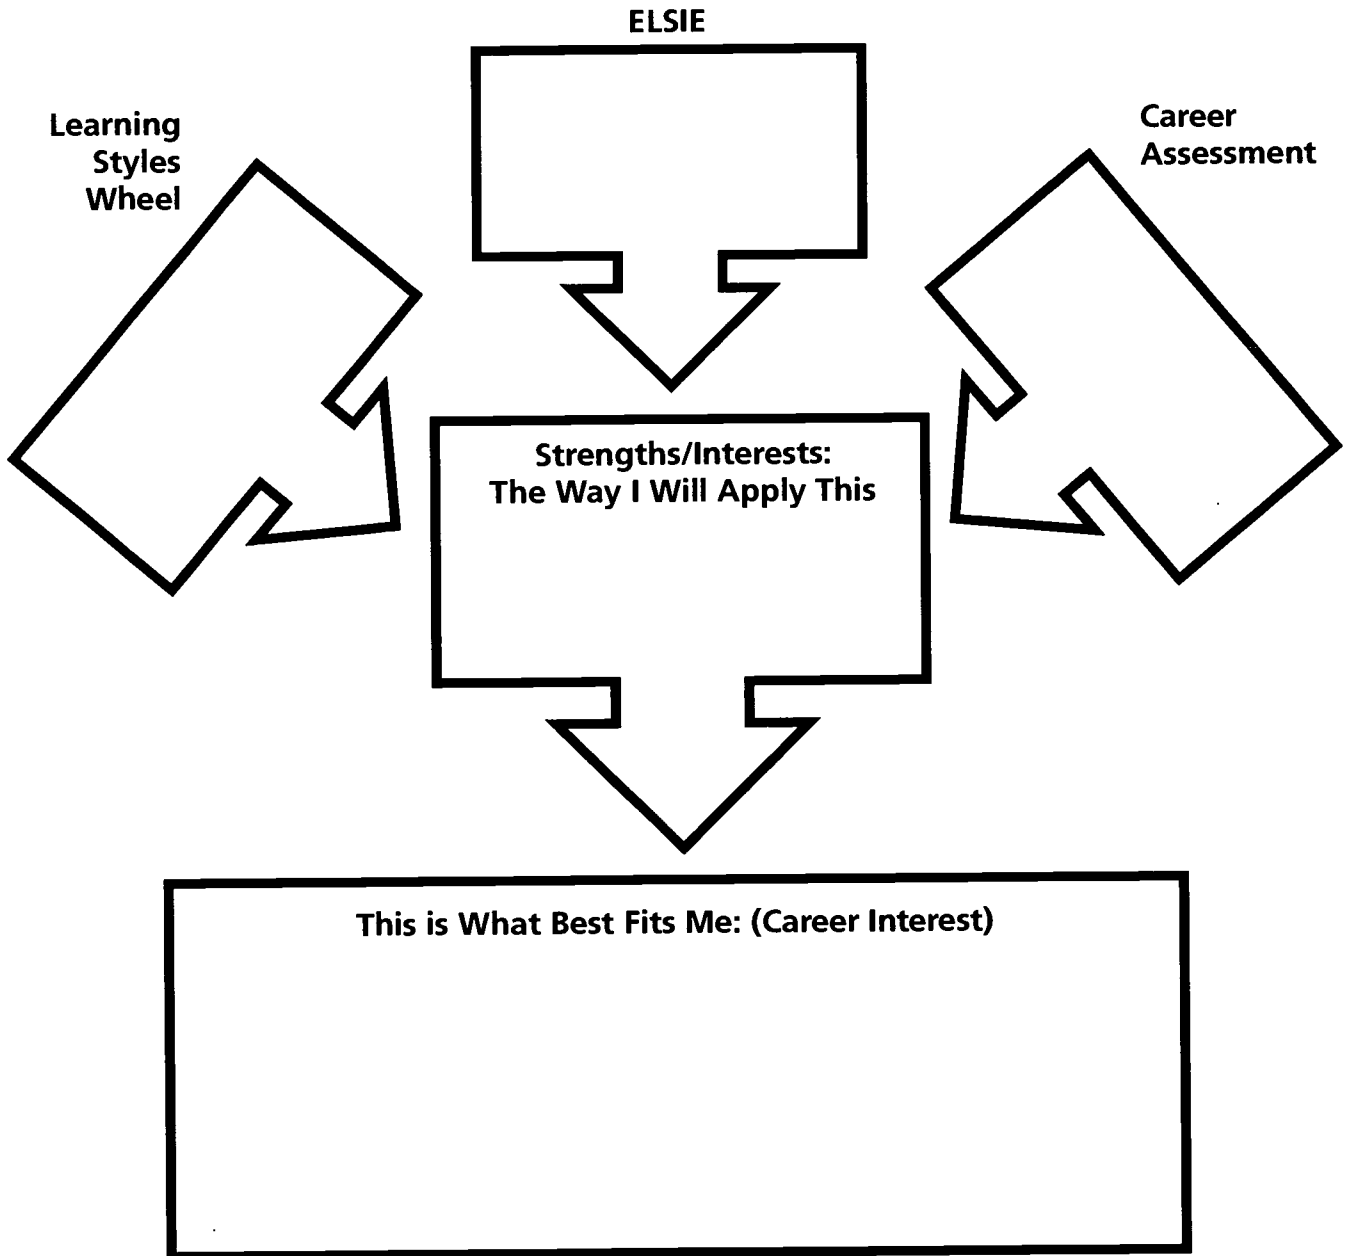 ELSIE
Learning
Styles
Wheel
Career
Assessment
Strengths/Interests:
The Way I Will Apply This
This is What Best Fits Me: (Career Interest)